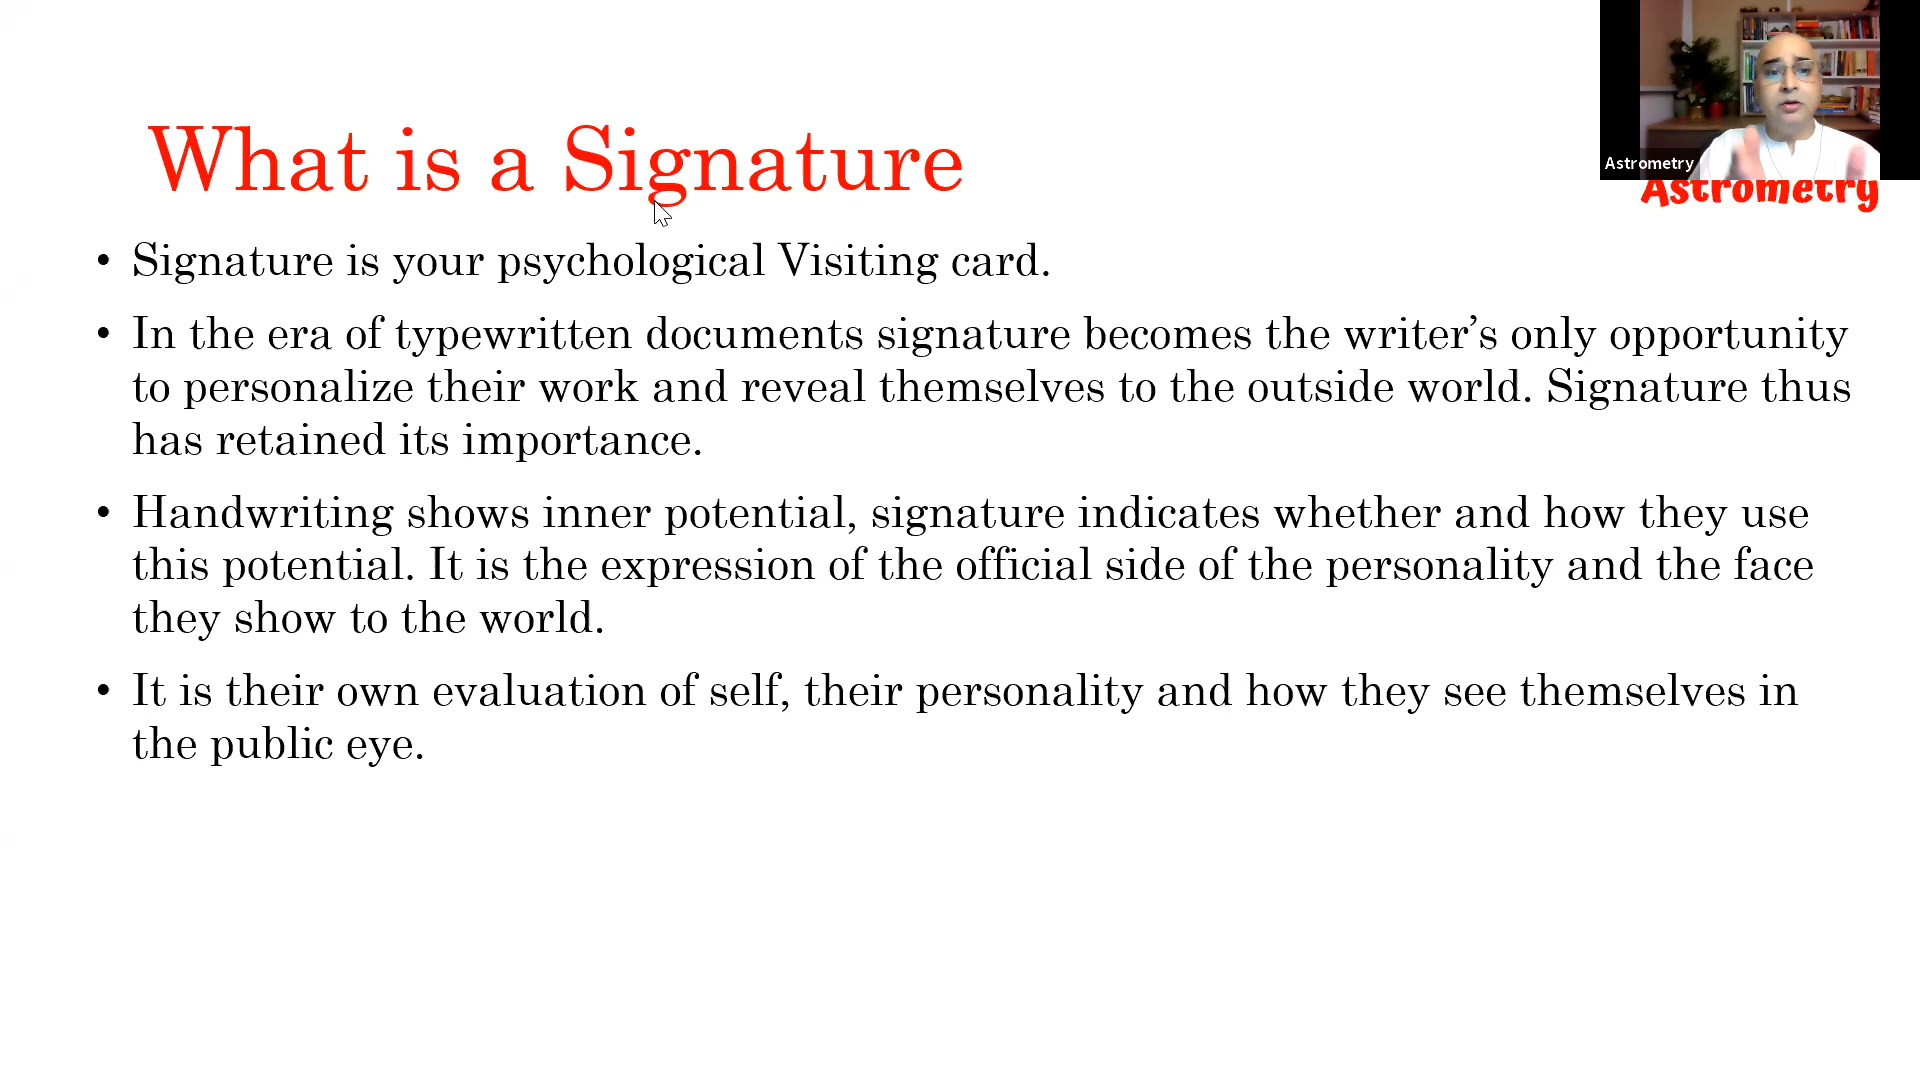 What is a Signature
Astrometry
Astrometry
• Signature is your psychological Visiting card.
• In the era of typewritten documents signature becomes the writer’s only opportunity
to personalize their work and reveal themselves to the outside world. Signature thus
has retained its importance.
• Handwriting shows inner potential, signature indicates whether and how they use
this potential. It is the expression of the official side of the personality and the face
they show to the world.
• It is their own evaluation of self, their personality and how they see themselves in
the public eye.